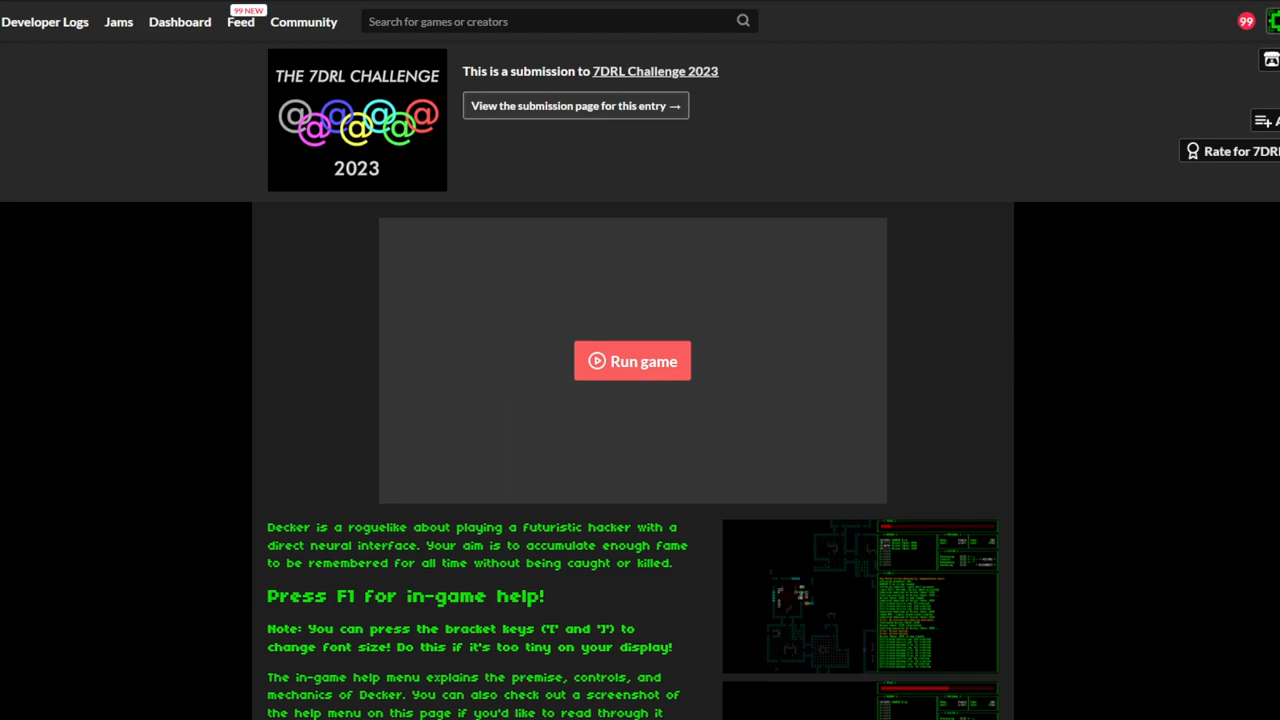 Developer Logs Jams Dashboard Feed Community Search for games or creators 99
99 NEW
THE 7DRL CHALLENGE
@@@@@@@
2023
This is a submission to 7DRL Challenge 2023
View the submission page for this entry →
Rate for 7DRL
Run game
Decker is a roguelike about playing a futuristic hacker with a
direct neural interface. Your aim is to accumulate enough fame
to be remembered for all time without being caught or killed.
Press F1 for in-game help!
Note: You can press the bracket keys ('[' and ']') to
change font size! Do this if it's too tiny on your display!
The in-game help menu explains the premise, controls, and
mechanics of Decker. You can also check out a screenshot of
the help menu on this page if you'd like to read through it